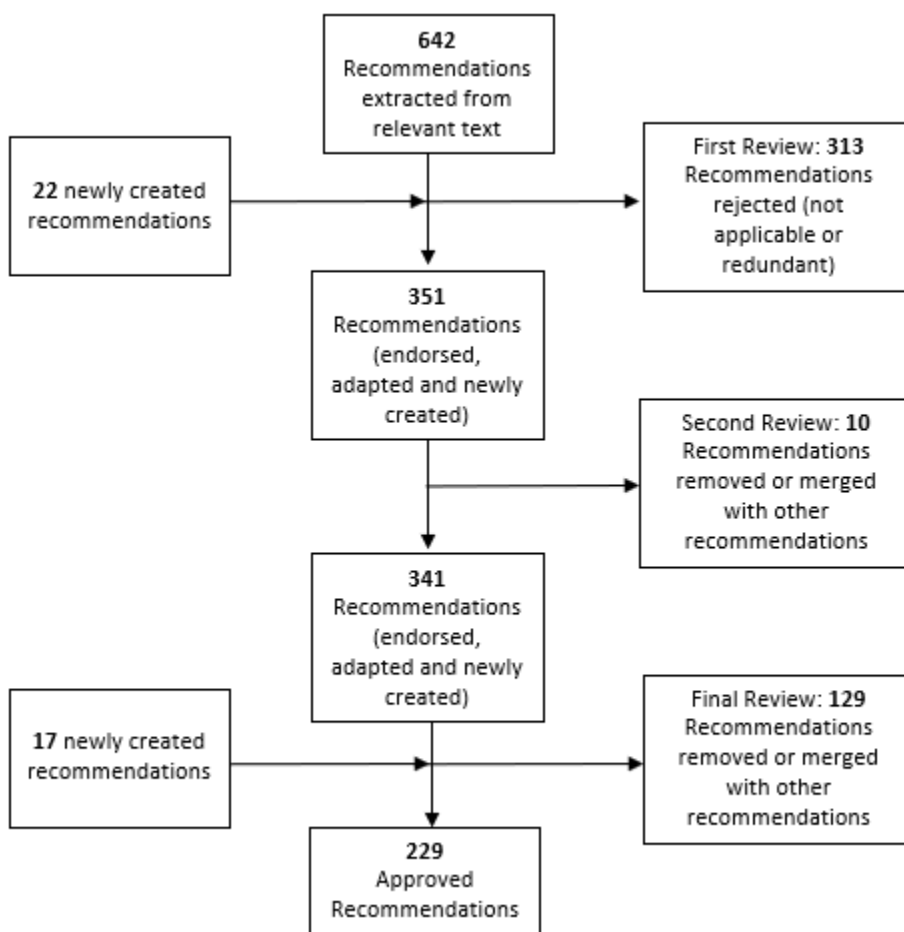 642
Recommendations
extracted from
relevant text
22 newly created
recommendations
First Review: 313
Recommendations
rejected (not
applicable or
redundant)
351
Recommendations
(endorsed,
adapted and newly
created)
Second Review: 10
Recommendations
removed or merged
with other
recommendations
341
Recommendations
(endorsed,
adapted and newly
created)
17 newly created
recommendations
Final Review: 129
Recommendations
removed or merged
with other
recommendations
229
Approved
Recommendations